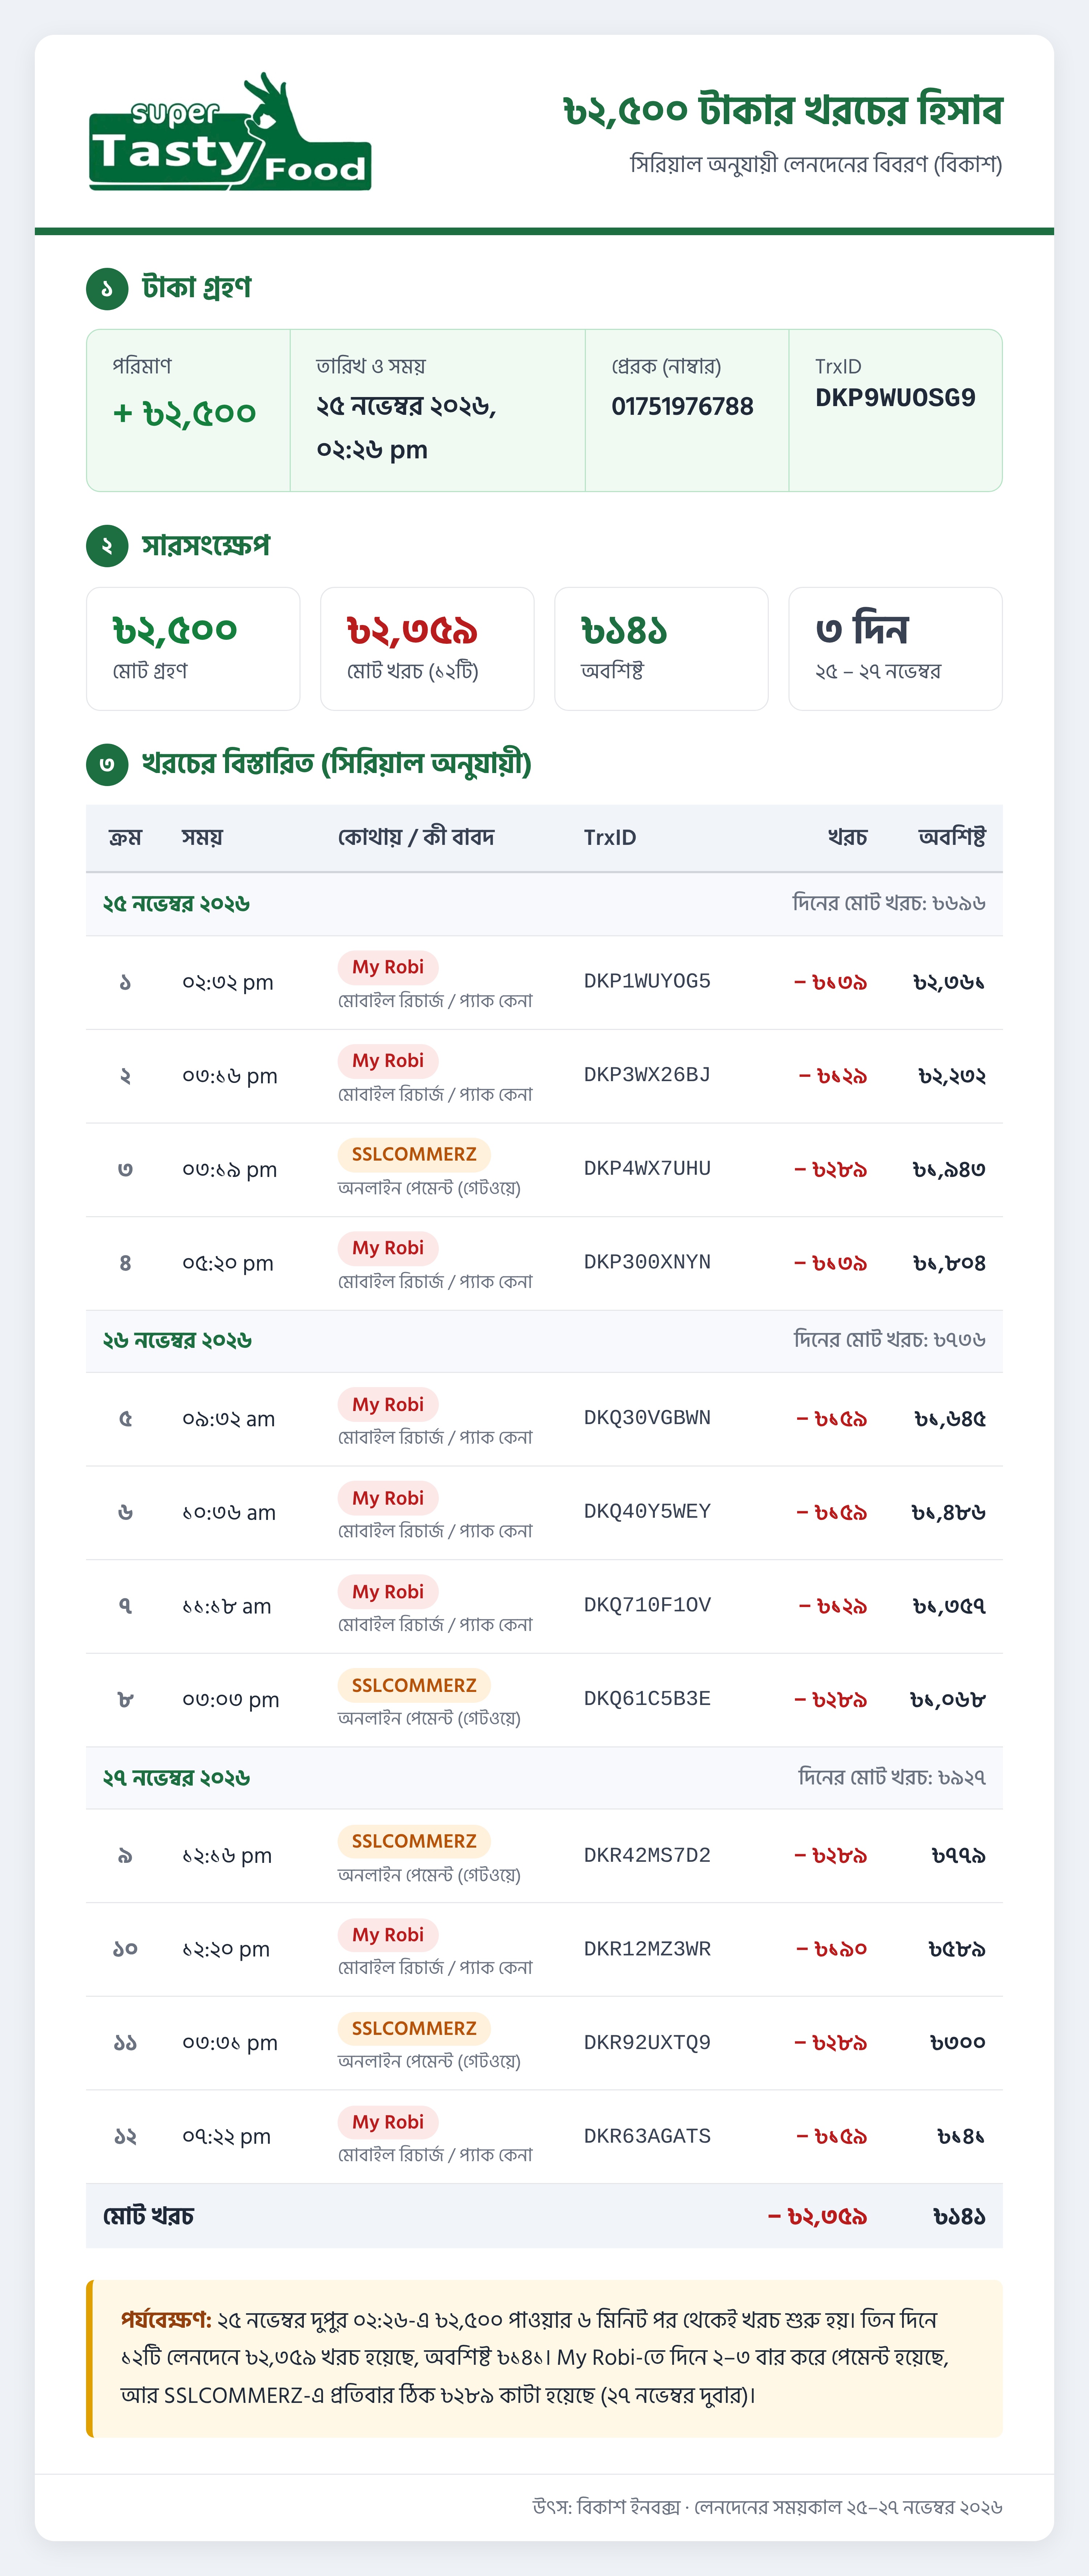 super
Tasty Food
৳২,৫০০ টাকার খরচের হিসাব
সিরিয়াল অনুযায়ী লেনদেনের বিবরণ (বিকাশ)
১ টাকা গ্রহণ
পরিমাণ
+ ৳২,৫০০
তারিখ ও সময়
২৫ নভেম্বর ২০২৬,
০২:২৬ pm
প্রেরক (নাম্বার)
01751976788
TrxID
DKP9WUOSG9
২ সারসংক্ষেপ
৳২,৫০০
মোট গ্রহণ
৳২,৩৫৯
মোট খরচ (১২টি)
৳১৪১
অবশিষ্ট
৩ দিন
২৫ – ২৭ নভেম্বর
৩ খরচের বিস্তারিত (সিরিয়াল অনুযায়ী)
ক্রম সময় কোথায় / কী বাবদ TrxID খরচ অবশিষ্ট
২৫ নভেম্বর ২০২৬ দিনের মোট খরচ: ৳৬৯৬
১ ০২:৩২ pm My Robi DKP1WUYOG5 − ৳১৩৯ ৳২,৩৬১
মোবাইল রিচার্জ / প্যাক কেনা
২ ০৩:১৬ pm My Robi DKP3WX26BJ − ৳১২৯ ৳২,২৩২
মোবাইল রিচার্জ / প্যাক কেনা
৩ ০৩:১৯ pm SSLCOMMERZ DKP4WX7UHU − ৳২৮৯ ৳১,৯৪৩
অনলাইন পেমেন্ট (গেটওয়ে)
৪ ০৫:২০ pm My Robi DKP300XNYN − ৳১৩৯ ৳১,৮০৪
মোবাইল রিচার্জ / প্যাক কেনা
২৬ নভেম্বর ২০২৬ দিনের মোট খরচ: ৳৭৩৬
৫ ০৯:৩২ am My Robi DKQ30VGBWN − ৳১৫৯ ৳১,৬৪৫
মোবাইল রিচার্জ / প্যাক কেনা
৬ ১০:৩৬ am My Robi DKQ40Y5WEY − ৳১৫৯ ৳১,৪৮৬
মোবাইল রিচার্জ / প্যাক কেনা
৭ ১১:১৮ am My Robi DKQ710F1OV − ৳১২৯ ৳১,৩৫৭
মোবাইল রিচার্জ / প্যাক কেনা
৮ ০৩:০৩ pm SSLCOMMERZ DKQ61C5B3E − ৳২৮৯ ৳১,০৬৮
অনলাইন পেমেন্ট (গেটওয়ে)
২৭ নভেম্বর ২০২৬ দিনের মোট খরচ: ৳৯২৭
৯ ১২:১৬ pm SSLCOMMERZ DKR42MS7D2 − ৳২৮৯ ৳৭৭৯
অনলাইন পেমেন্ট (গেটওয়ে)
১০ ১২:২০ pm My Robi DKR12MZ3WR − ৳১৯০ ৳৫৮৯
মোবাইল রিচার্জ / প্যাক কেনা
১১ ০৩:৩১ pm SSLCOMMERZ DKR92UXTQ9 − ৳২৮৯ ৳৩০০
অনলাইন পেমেন্ট (গেটওয়ে)
১২ ০৭:২২ pm My Robi DKR63AGATS − ৳১৫৯ ৳১৪১
মোবাইল রিচার্জ / প্যাক কেনা
মোট খরচ − ৳২,৩৫৯ ৳১৪১
পর্যবেক্ষণ: ২৫ নভেম্বর দুপুর ০২:২৬-এ ৳২,৫০০ পাওয়ার ৬ মিনিট পর থেকেই খরচ শুরু হয়। তিন দিনে
১২টি লেনদেনে ৳২,৩৫৯ খরচ হয়েছে, অবশিষ্ট ৳১৪১। My Robi-তে দিনে ২–৩ বার করে পেমেন্ট হয়েছে,
আর SSLCOMMERZ-এ প্রতিবার ঠিক ৳২৮৯ কাটা হয়েছে (২৭ নভেম্বর দুবার)।
উৎস: বিকাশ ইনবক্স · লেনদেনের সময়কাল ২৫–২৭ নভেম্বর ২০২৬